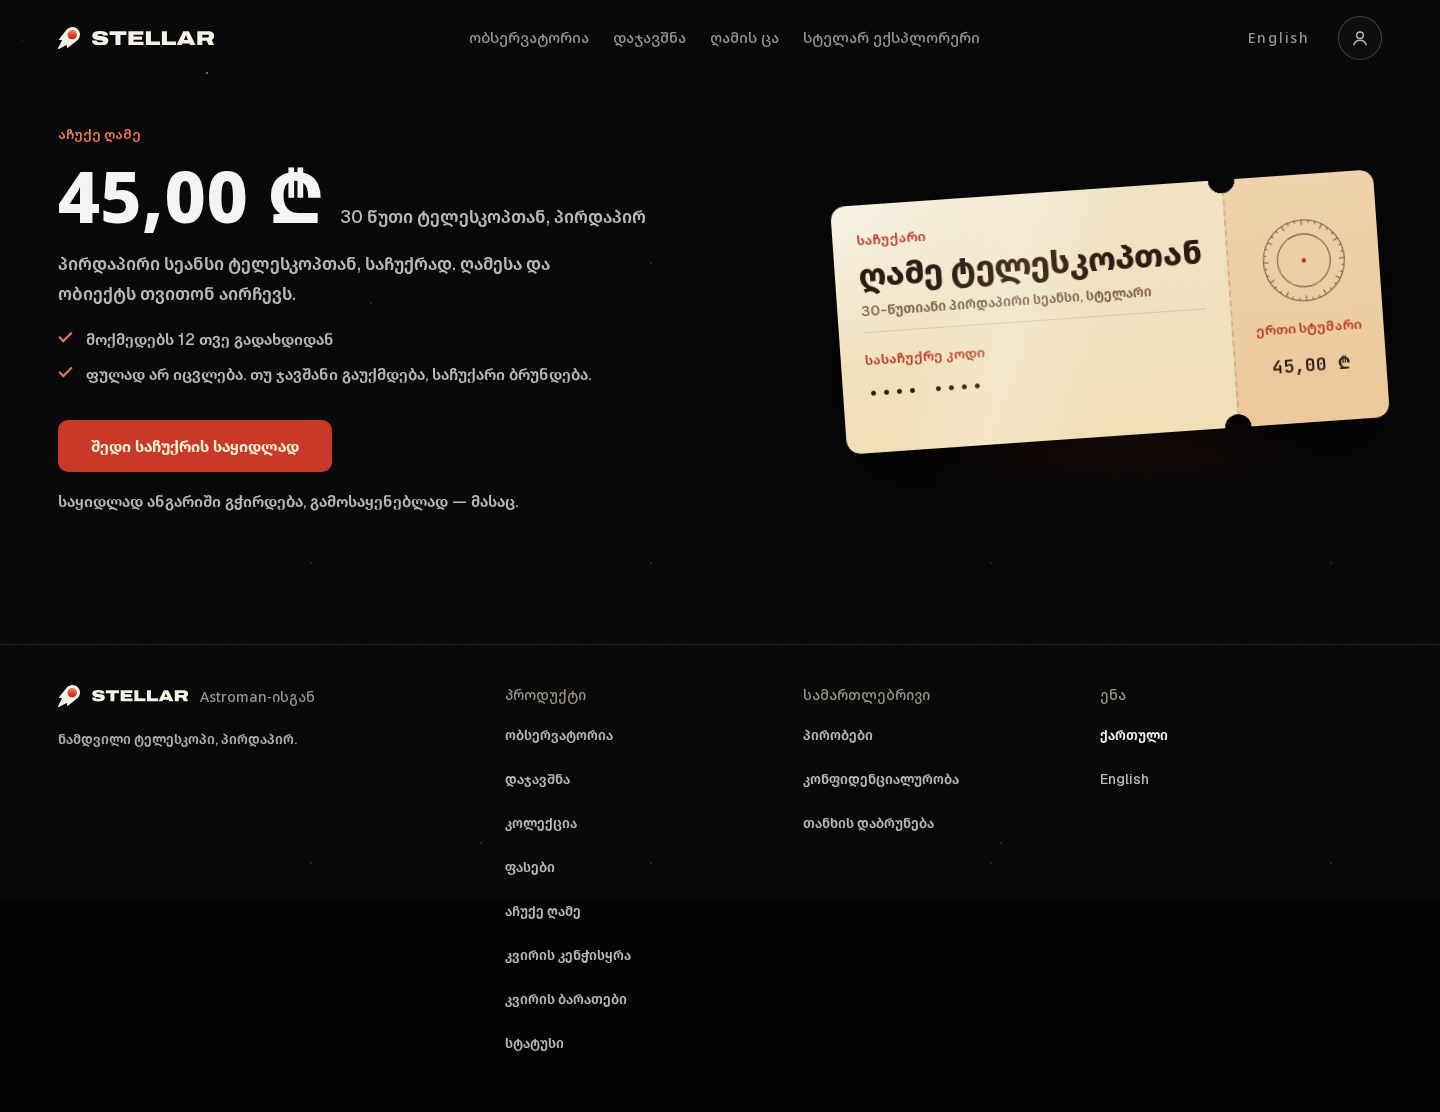 STELLAR
ობსერვატორია
დაჯავშნა
ღამის ცა
სტელარ ექსპლორერი
English
აჩუქე ღამე
45,00 ₾
30 წუთი ტელესკოპთან, პირდაპირ
პირდაპირი სეანსი ტელესკოპთან, საჩუქრად. ღამესა და
ობიექტს თვითონ აირჩევს.
მოქმედებს 12 თვე გადახდიდან
ფულად არ იცვლება. თუ ჯავშანი გაუქმდება, საჩუქარი ბრუნდება.
შედი საჩუქრის საყიდლად
საყიდლად ანგარიში გჭირდება, გამოსაყენებლად — მასაც.
საჩუქარი
ღამე ტელესკოპთან
30-წუთიანი პირდაპირი სეანსი, სტელარი
სასაჩუქრე კოდი
•••• ••••
ერთი სტუმარი
45,00 ₾
STELLAR Astroman-ისგან
ნამდვილი ტელესკოპი, პირდაპირ.
პროდუქტი
ობსერვატორია
დაჯავშნა
კოლექცია
ფასები
აჩუქე ღამე
კვირის კენჭისყრა
კვირის ბარათები
სტატუსი
სამართლებრივი
პირობები
კონფიდენციალურობა
თანხის დაბრუნება
ენა
ქართული
English